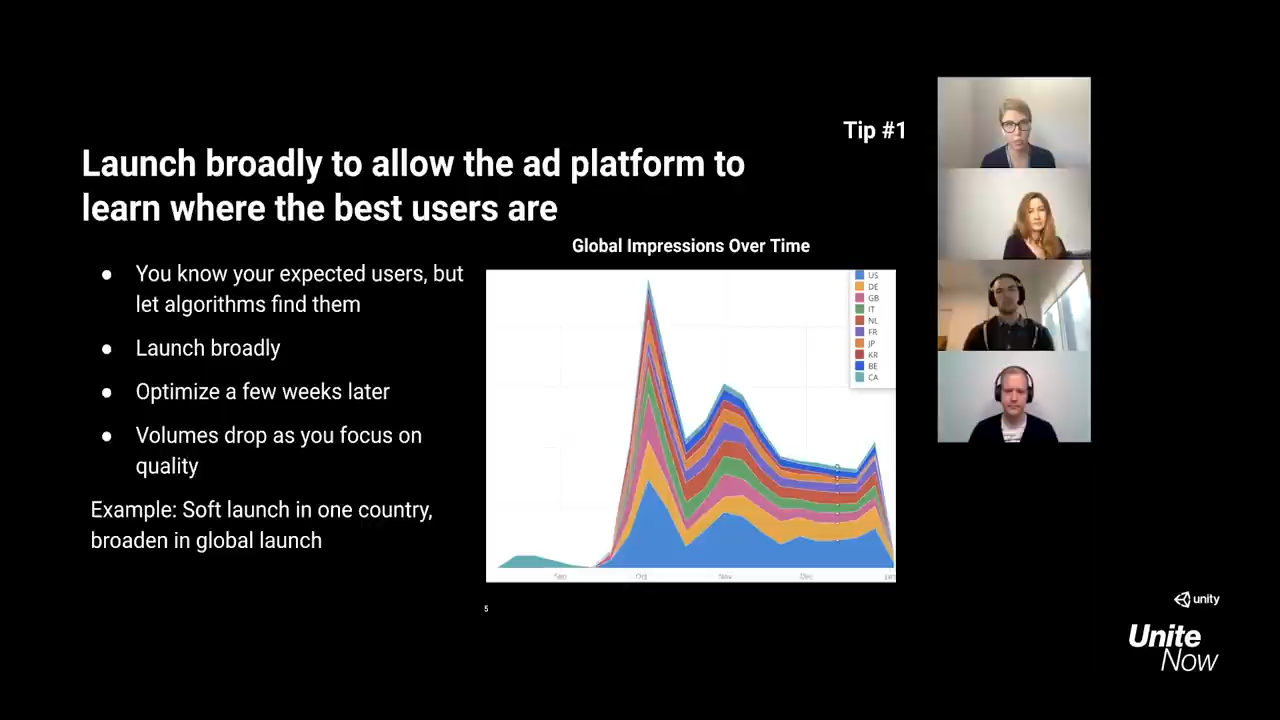 Tip #1
Launch broadly to allow the ad platform to
learn where the best users are
● You know your expected users, but
let algorithms find them
● Launch broadly
● Optimize a few weeks later
● Volumes drop as you focus on
quality
Example: Soft launch in one country,
broaden in global launch
Global Impressions Over Time
US
DE
GB
IT
NL
FR
JP
KR
BE
CA
Sep Oct Nov Dec Jan
5
unity
Unite
Now